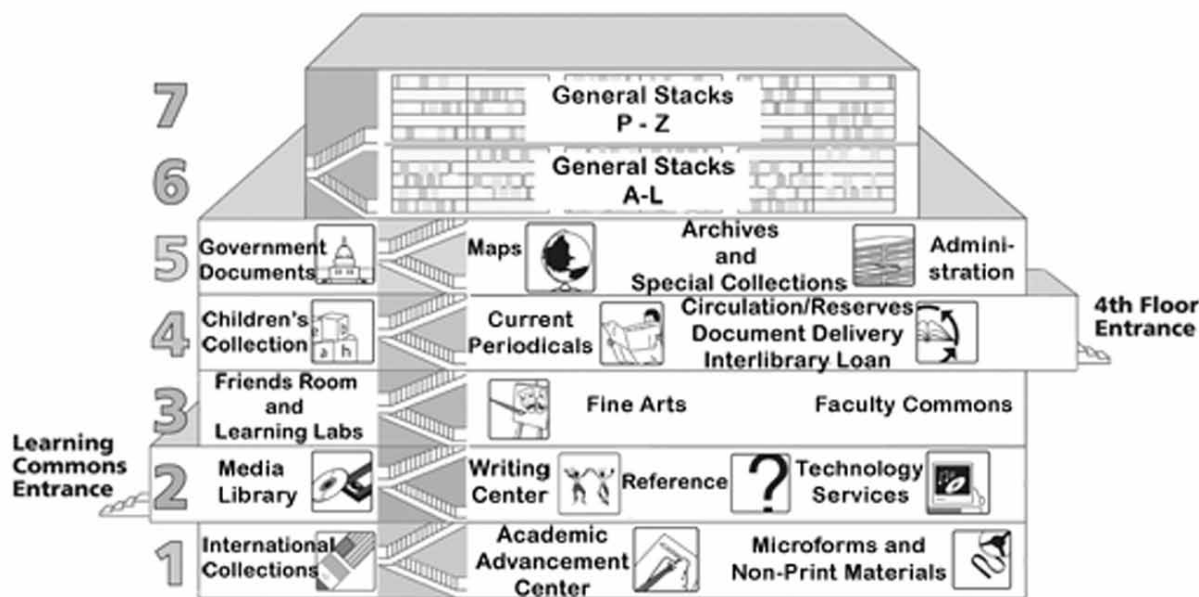 7
General Stacks
P - Z
6
General Stacks
A-L
5
Government
Documents
Maps
Archives
and
Special Collections
Admini-
stration
4
Children's
Collection
Current
Periodicals
Circulation/Reserves
Document Delivery
Interlibrary Loan
4th Floor
Entrance
3
Friends Room
and
Learning Labs
Fine Arts
Faculty Commons
Learning
Commons
Entrance
2
Media
Library
Writing
Center
Reference
?
Technology
Services
1
International
Collections
Academic
Advancement
Center
Microforms and
Non-Print Materials